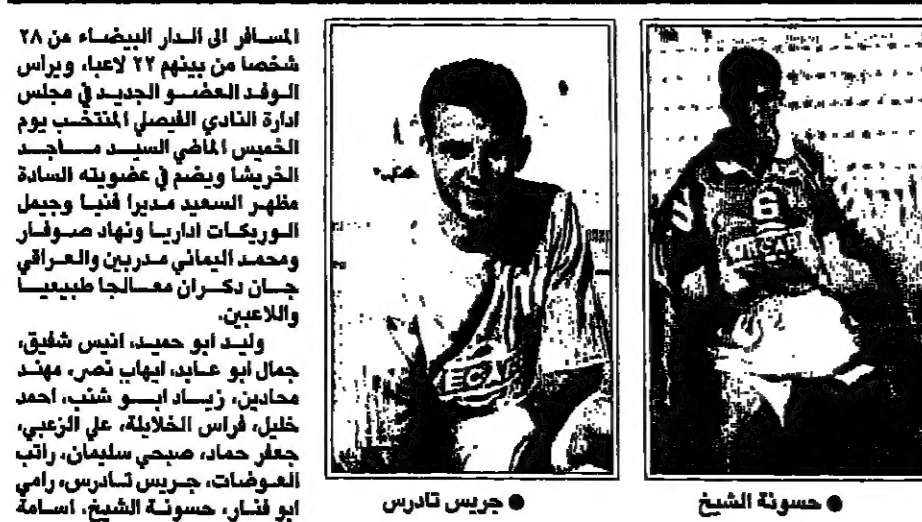 المسافر الى الدار البيضاء من ٢٨
شخصا من بينهم ٢٢ لاعبا، ويراس
الوفد العضو الجديد في مجلس
ادارة النادي الفيصلي المنتخب يوم
الخميس الماضي السيد ماجد
الخريشا ويضم في عضويته السادة
مظهر السعيد مديرا فنيا وجيمل
الوريكات اداريا ونهاد صوفار
ومحمد اليماني مدربين والعراقي
جان دكران معالجا طبيعيا
واللاعبين.
وليد ابو حميد، انيس شفيق،
جمال ابو عابد، ايهاب نصر، مهند
محادين، زياد ابو شنب، احمد
خليل، فراس الخلايلة، علي الزعبي،
جعفر حماد، صبحي سليمان، راتب
العوضات، جريس تادرس، رامي
ابو فنار، حسونة الشيخ، اسامة
● جريس تادرس
● حسونة الشيخ
6